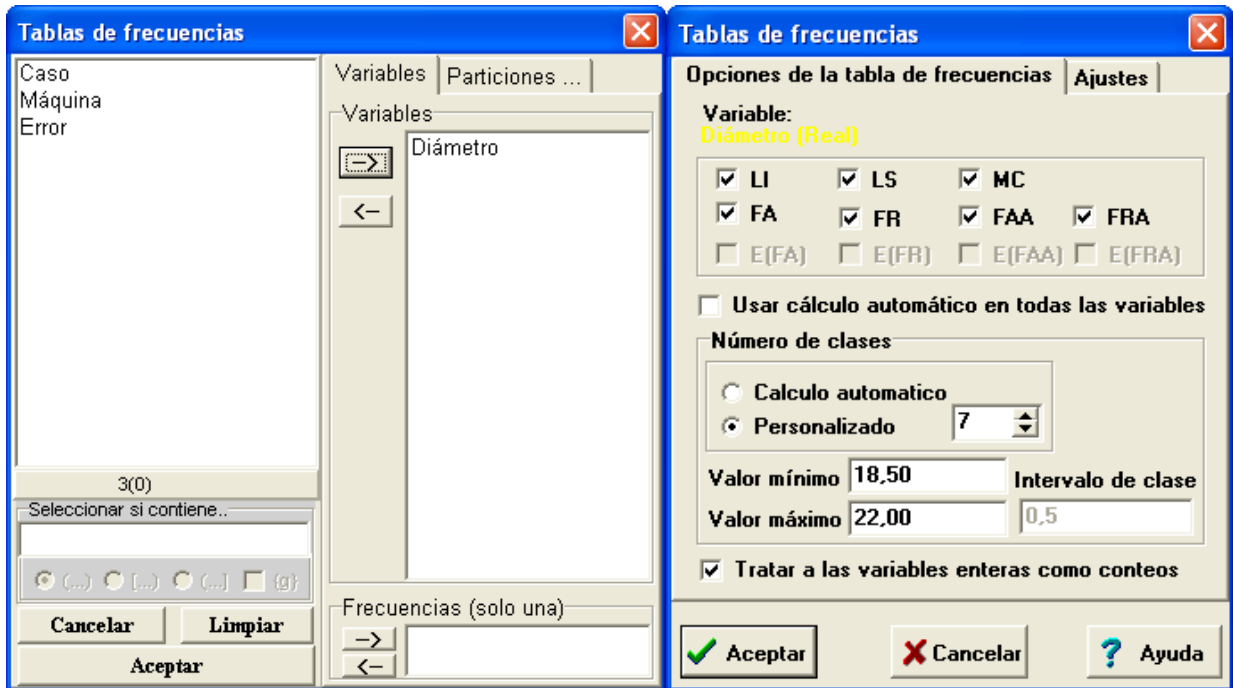 Tablas de frecuencias
Caso
Máquina
Error
3(0)
Seleccionar si contiene..
(...) [...) (...] {g}
Cancelar Limpiar
Aceptar
Variables Particiones ...
Variables
-->
<--
Diámetro
Frecuencias (solo una)
-->
<--
Tablas de frecuencias
Opciones de la tabla de frecuencias Ajustes
Variable:
Diámetro (Real)
LI LS MC
FA FR FAA FRA
E(FA) E(FR) E(FAA) E(FRA)
Usar cálculo automático en todas las variables
Número de clases
Calculo automatico
Personalizado 7
Valor mínimo 18,50 Intervalo de clase
Valor máximo 22,00 0,5
Tratar a las variables enteras como conteos
Aceptar Cancelar ? Ayuda